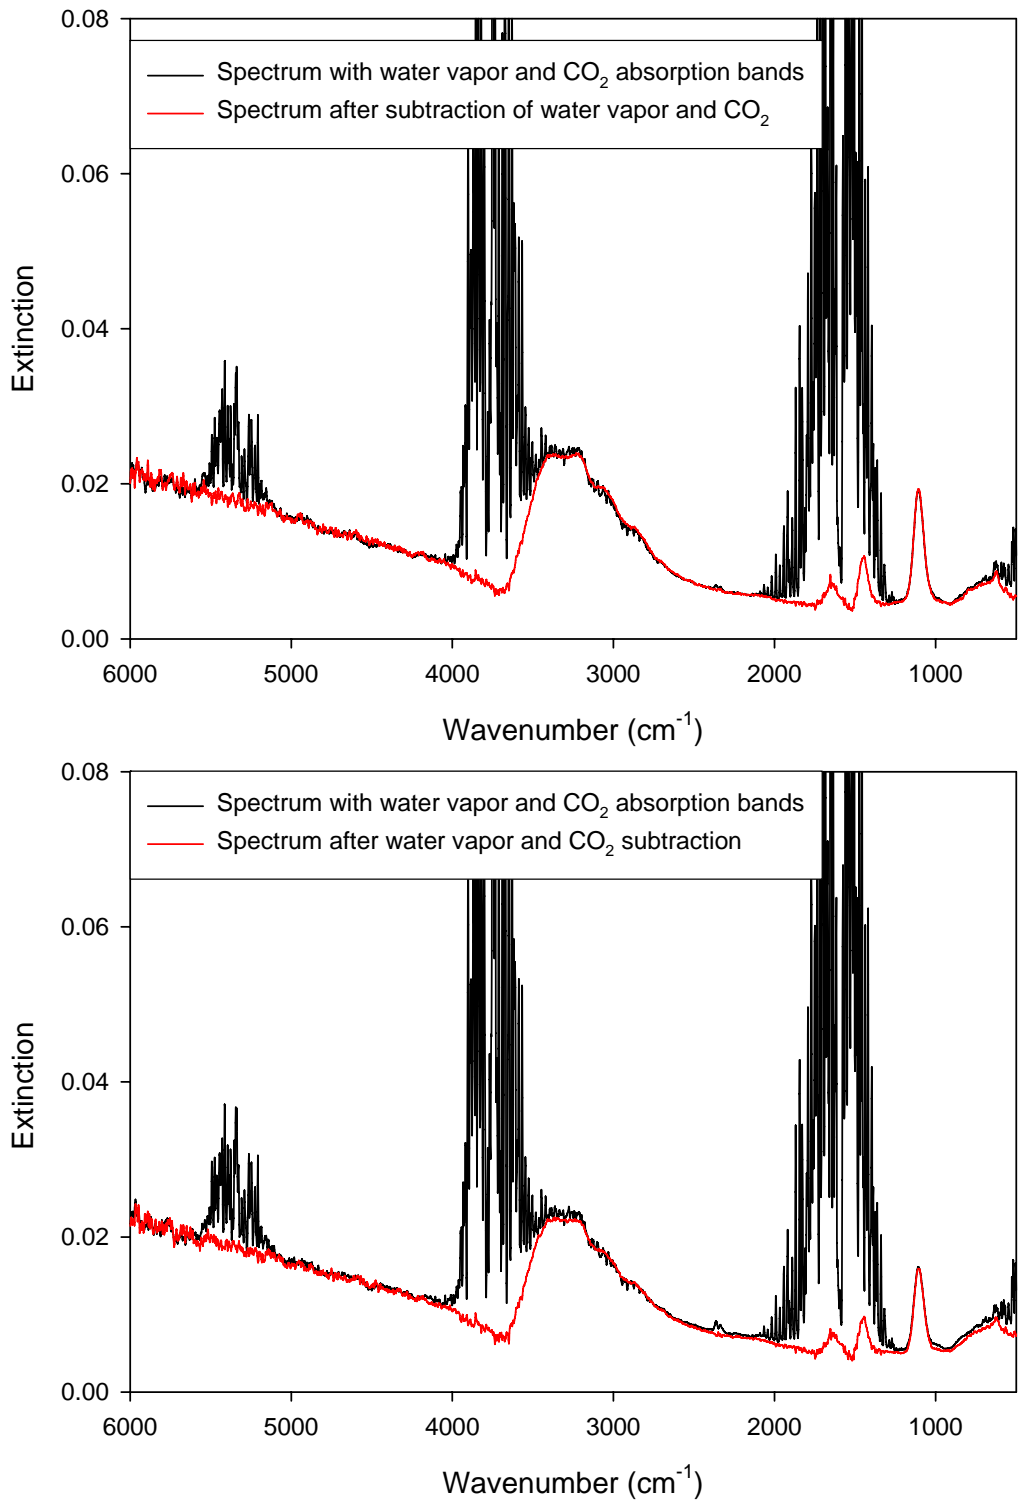 0.08
Spectrum with water vapor and CO₂ absorption bands
Spectrum after subtraction of water vapor and CO₂
0.06
0.04
0.02
0.00
Extinction
6000 5000 4000 3000 2000 1000
Wavenumber (cm⁻¹)
0.08
Spectrum with water vapor and CO₂ absorption bands
Spectrum after water vapor and CO₂ subtraction
0.06
0.04
0.02
0.00
Extinction
6000 5000 4000 3000 2000 1000
Wavenumber (cm⁻¹)